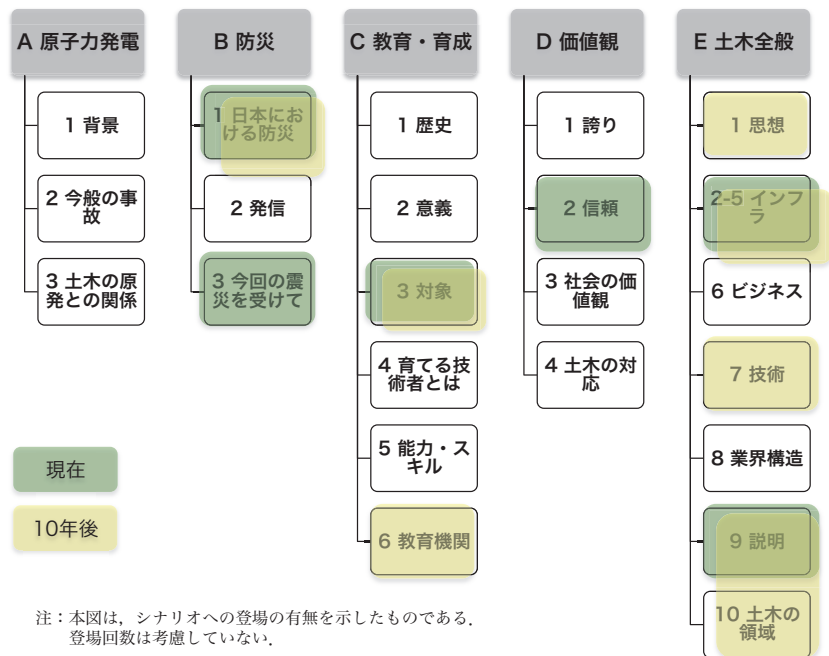 A 原子力発電
1 背景
2 今般の事
故
3 土木の原
発との関係
B 防災
1 日本にお
ける防災
2 発信
3 今回の震
災を受けて
C 教育・育成
1 歴史
2 意義
3 対象
4 育てる技
術者とは
5 能力・ス
キル
6 教育機関
D 価値観
1 誇り
2 信頼
3 社会の価
値観
4 土木の対
応
E 土木全般
1 思想
2-5 インフ
ラ
6 ビジネス
7 技術
8 業界構造
9 説明
10 土木の
領域
現在
10年後
注：本図は，シナリオへの登場の有無を示したものである．
登場回数は考慮していない．